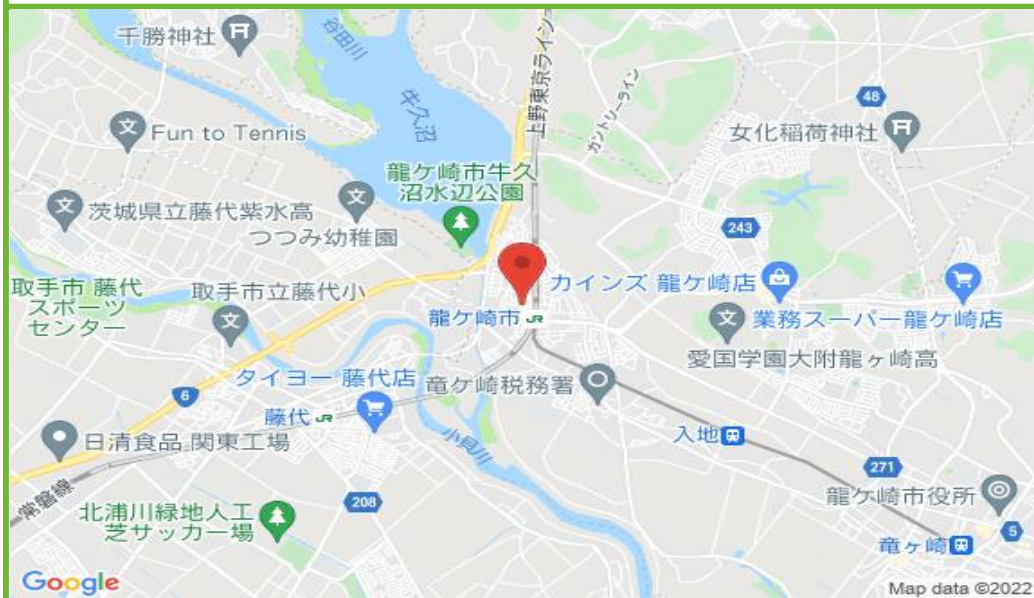 千勝神社
谷田川
上野東京ライン
牛久沼
カントリーライン
48
Fun to Tennis
女化稲荷神社
龍ケ崎市牛久
沼水辺公園
茨城県立藤代紫水高
つつみ幼稚園
243
取手市 藤代
スポーツ
センター
取手市立藤代小
カインズ 龍ケ崎店
龍ケ崎市
JR
業務スーパー龍ケ崎店
愛国学園大附龍ヶ崎高
タイヨー 藤代店
竜ケ崎税務署
6
藤代
JR
日清食品 関東工場
小貝川
入地
271
常磐線
208
龍ケ崎市役所
北浦川緑地人工
芝サッカー場
5
竜ヶ崎
Google
Map data ©2022